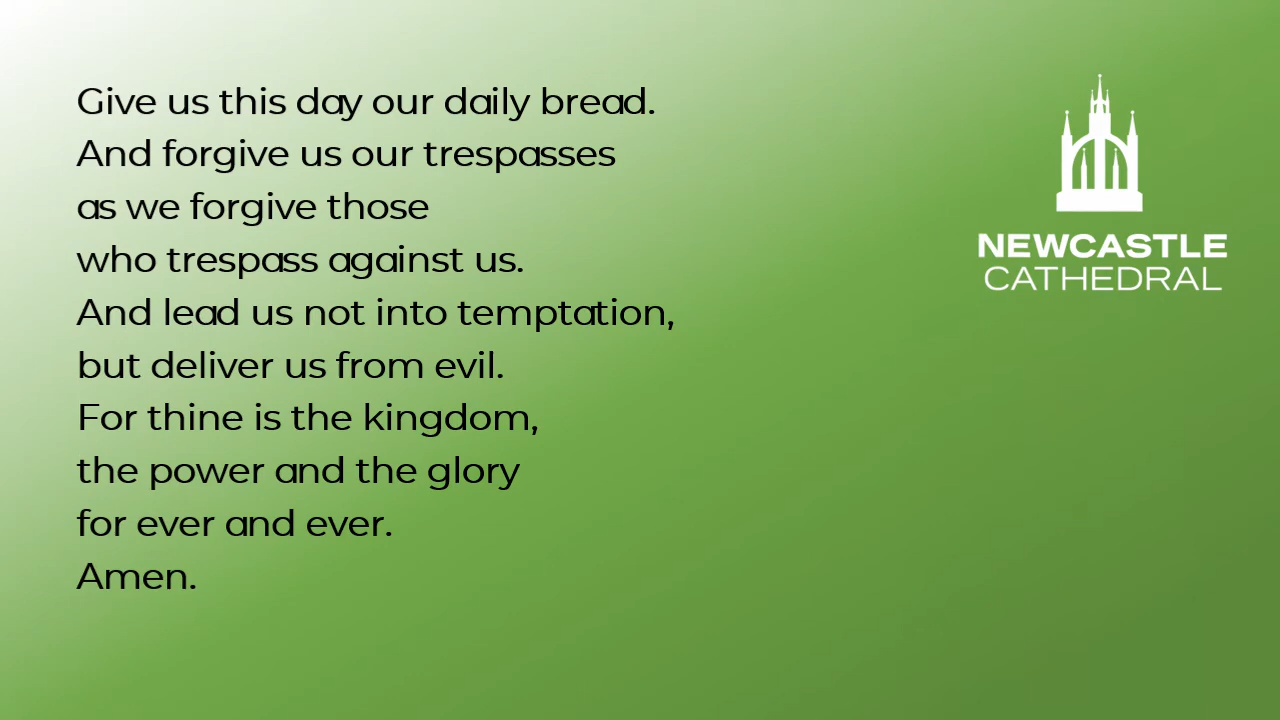 Give us this day our daily bread.
And forgive us our trespasses
as we forgive those
who trespass against us.
And lead us not into temptation,
but deliver us from evil.
For thine is the kingdom,
the power and the glory
for ever and ever.
Amen.
NEWCASTLE
CATHEDRAL